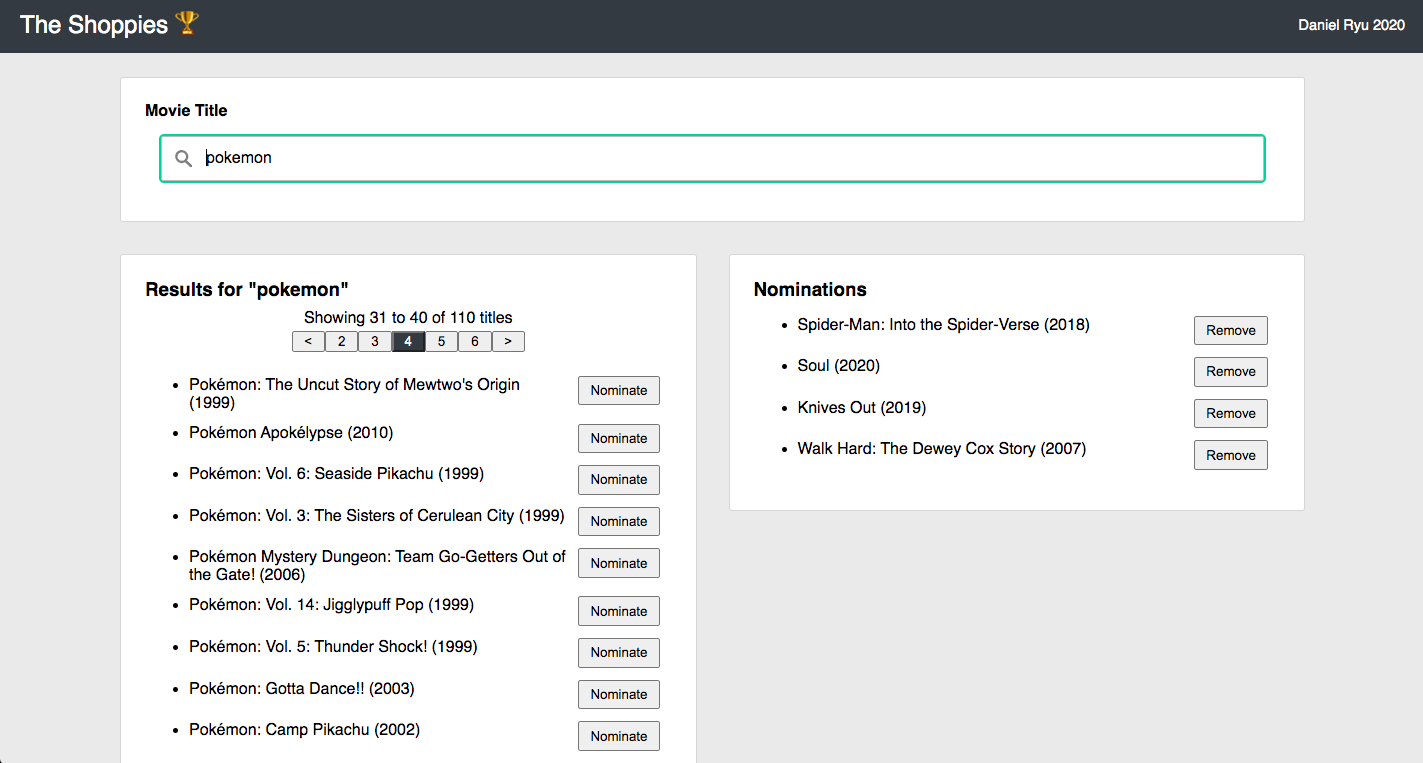 The Shoppies 🏆
Daniel Ryu 2020
Movie Title
pokemon
Results for "pokemon"
Showing 31 to 40 of 110 titles
< 2 3 4 5 6 >
Pokémon: The Uncut Story of Mewtwo's Origin
(1999)
Nominate
Pokémon Apokélypse (2010)
Nominate
Pokémon: Vol. 6: Seaside Pikachu (1999)
Nominate
Pokémon: Vol. 3: The Sisters of Cerulean City (1999)
Nominate
Pokémon Mystery Dungeon: Team Go-Getters Out of
the Gate! (2006)
Nominate
Pokémon: Vol. 14: Jigglypuff Pop (1999)
Nominate
Pokémon: Vol. 5: Thunder Shock! (1999)
Nominate
Pokémon: Gotta Dance!! (2003)
Nominate
Pokémon: Camp Pikachu (2002)
Nominate
Nominations
Spider-Man: Into the Spider-Verse (2018)
Remove
Soul (2020)
Remove
Knives Out (2019)
Remove
Walk Hard: The Dewey Cox Story (2007)
Remove